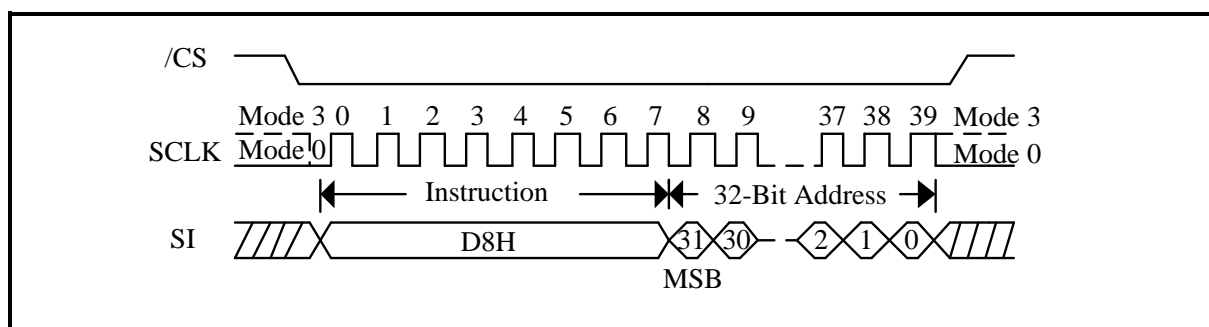 /CS
Mode 3 0 1 2 3 4 5 6 7 8 9 37 38 39 Mode 3
SCLK Mode 0 Mode 0
Instruction 32-Bit Address
SI D8H 31 30 2 1 0
MSB